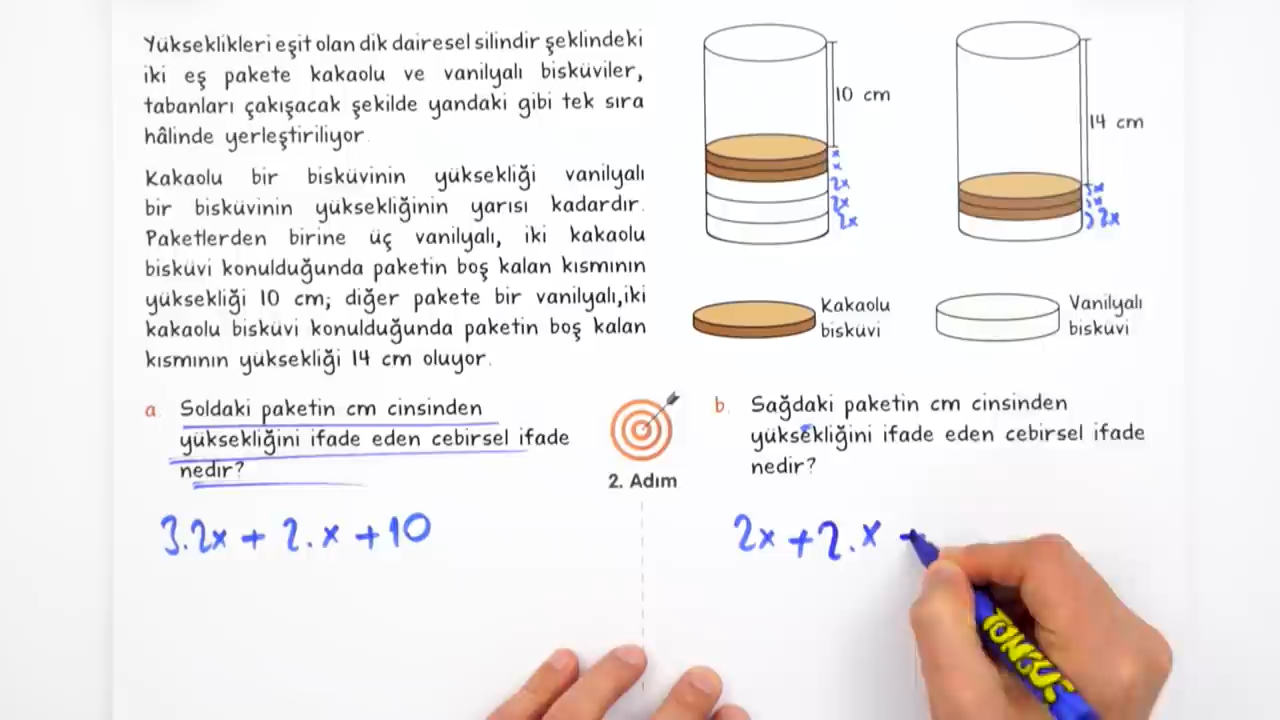 Yükseklikleri eşit olan dik dairesel silindir şeklindeki
iki eş pakete kakaolu ve vanilyalı bisküviler,
tabanları çakışacak şekilde yandaki gibi tek sıra
hâlinde yerleştiriliyor.
Kakaolu bir bisküvinin yüksekliği vanilyalı
bir bisküvinin yüksekliğinin yarısı kadardır.
Paketlerden birine üç vanilyalı, iki kakaolu
bisküvi konulduğunda paketin boş kalan kısmının
yüksekliği 10 cm; diğer pakete bir vanilyalı,iki
kakaolu bisküvi konulduğunda paketin boş kalan
kısmının yüksekliği 14 cm oluyor.
10 cm
x
x
2x
2x
2x
14 cm
x
x
2x
Kakaolu
bisküvi
Vanilyalı
bisküvi
a. Soldaki paketin cm cinsinden
yüksekliğini ifade eden cebirsel ifade
nedir?
3.2x + 2.x +10
2. Adım
b. Sağdaki paketin cm cinsinden
yüksekliğini ifade eden cebirsel ifade
nedir?
2x +2.x +
TONGUÇ